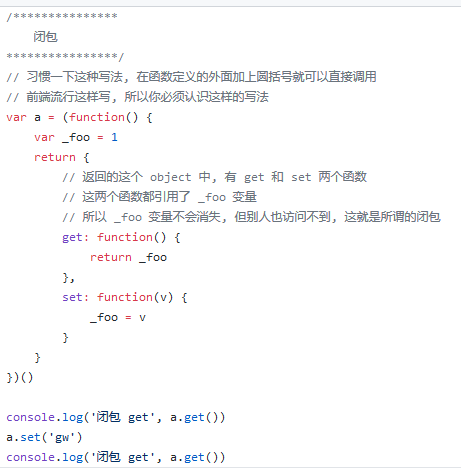 /***************
    闭包
****************/
// 习惯一下这种写法, 在函数定义的外面加上圆括号就可以直接调用
// 前端流行这样写, 所以你必须认识这样的写法
var a = (function() {
    var _foo = 1
    return {
        // 返回的这个 object 中, 有 get 和 set 两个函数
        // 这两个函数都引用了 _foo 变量
        // 所以 _foo 变量不会消失, 但别人也访问不到, 这就是所谓的闭包
        get: function() {
            return _foo
        },
        set: function(v) {
            _foo = v
        }
    }
})()

console.log('闭包 get', a.get())
a.set('gw')
console.log('闭包 get', a.get())